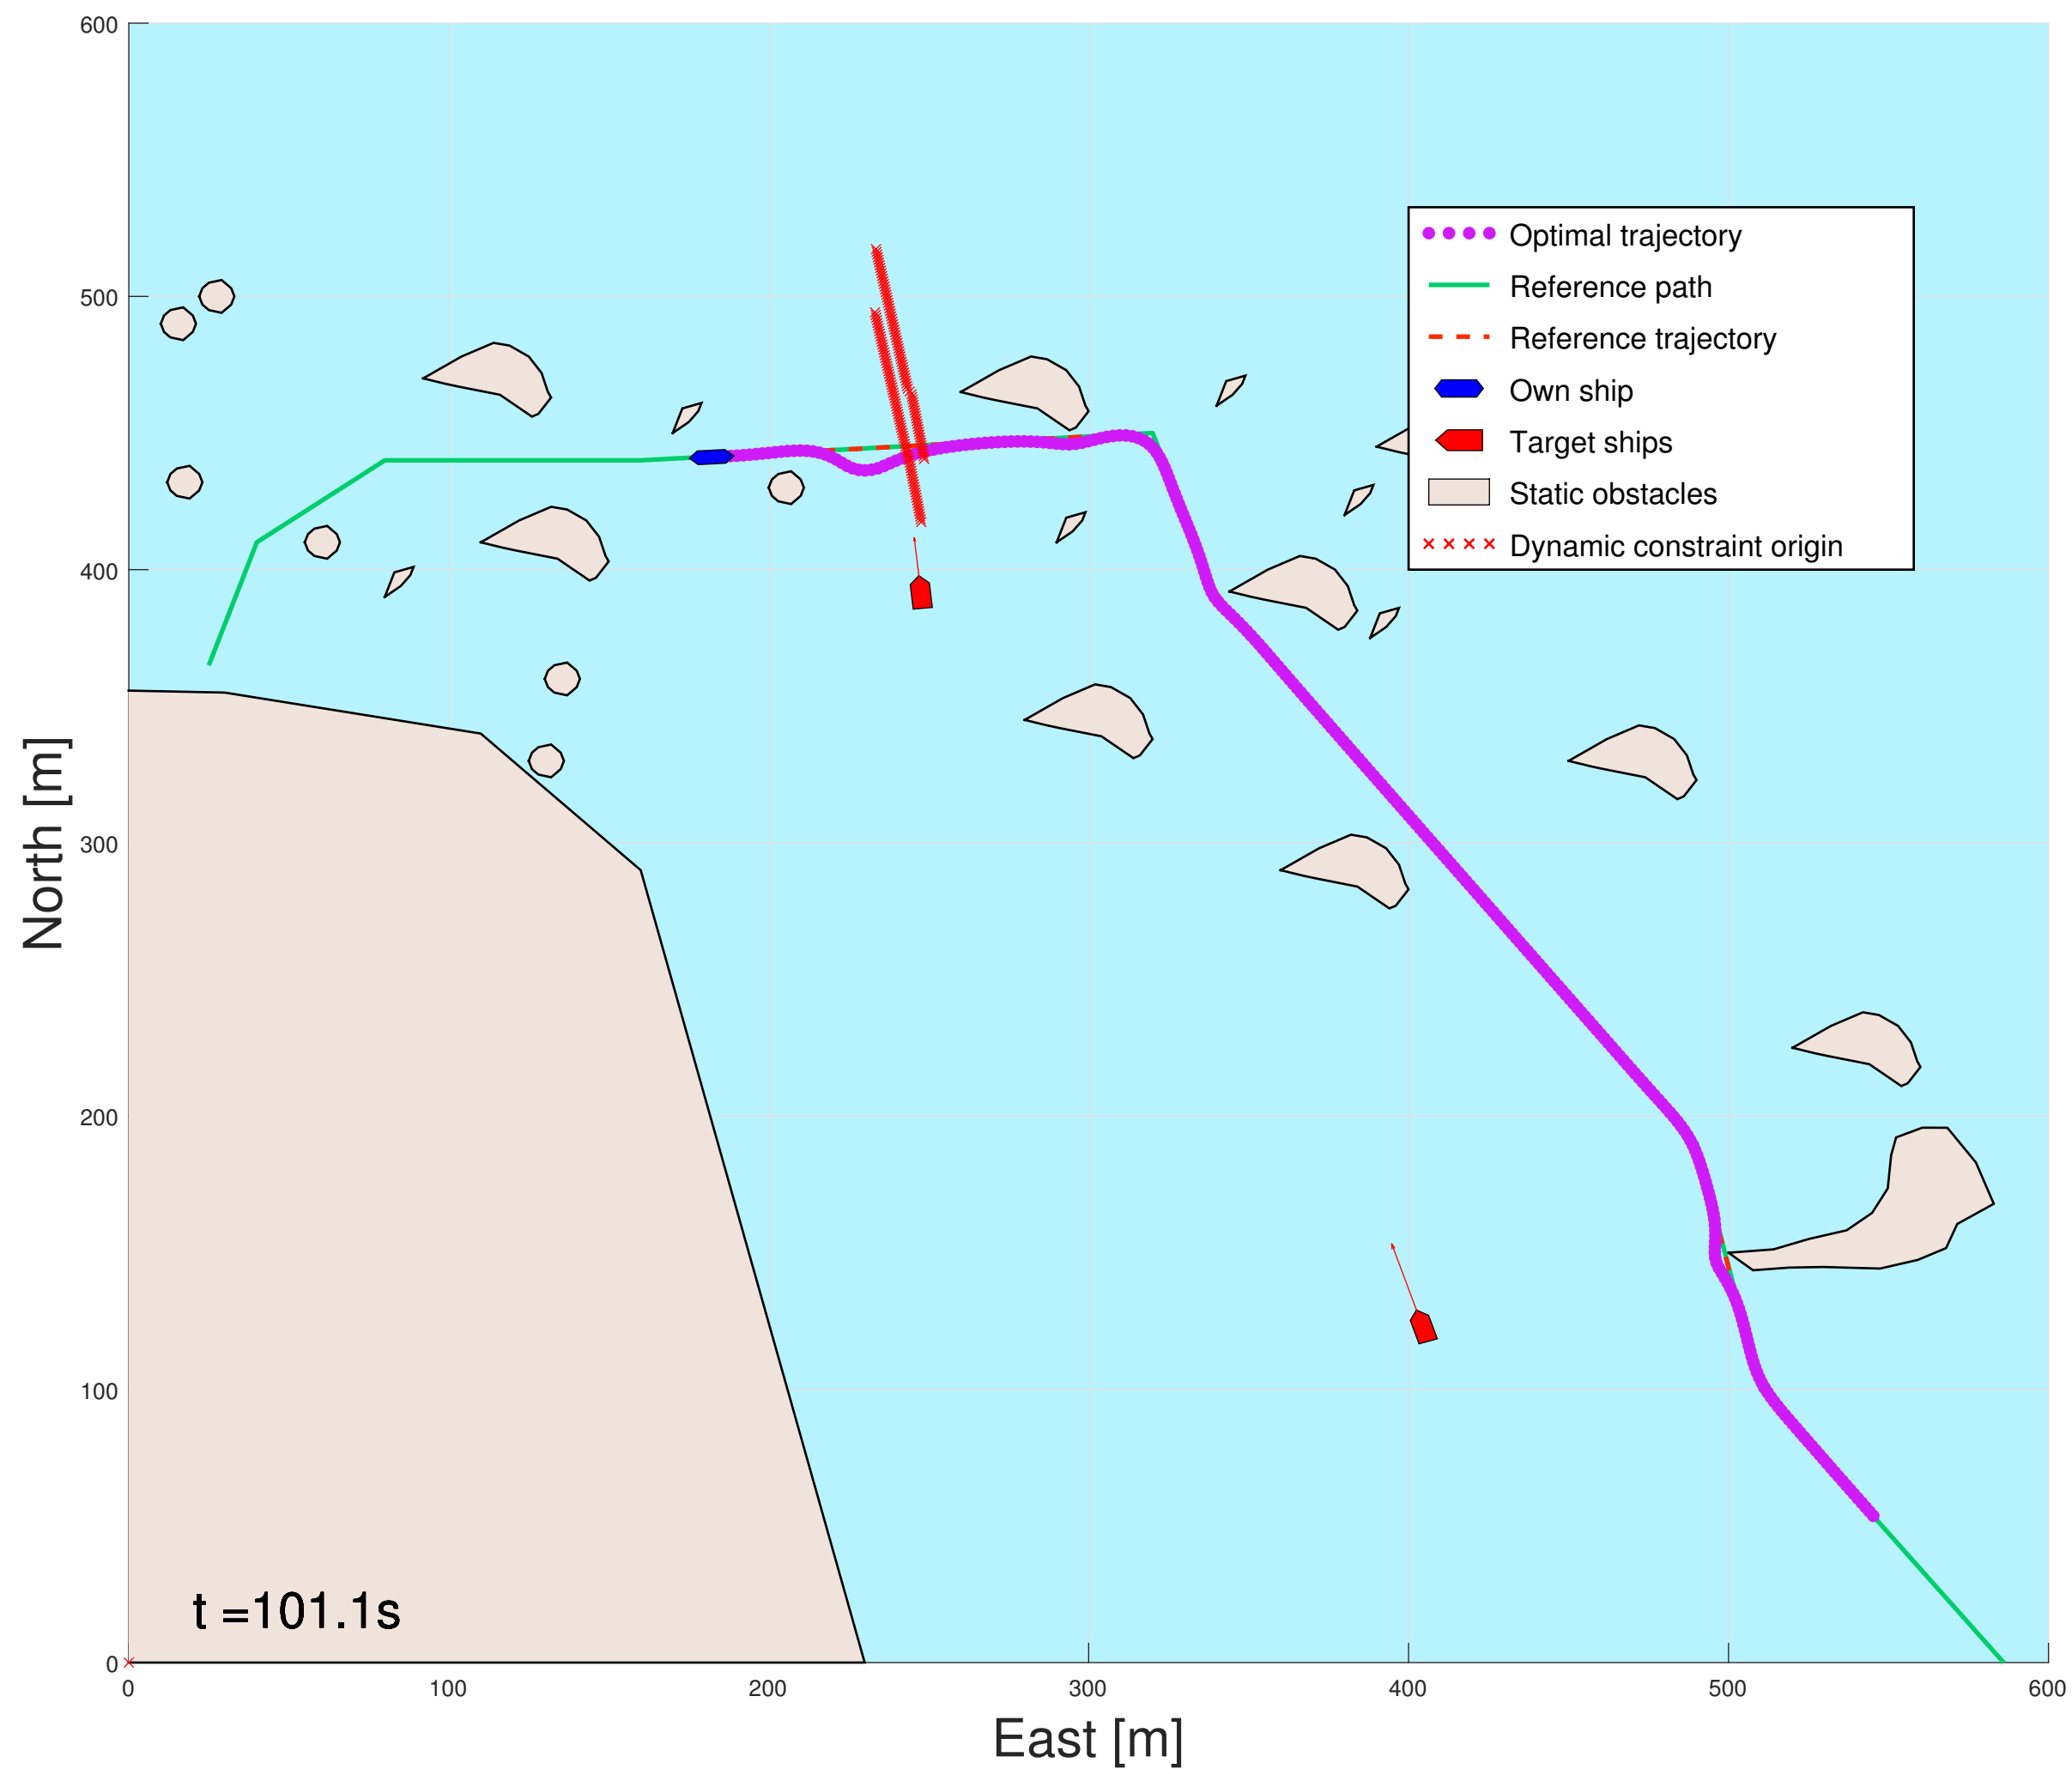 600
500
400
300
200
100
0
North [m]
Optimal trajectory
Reference path
Reference trajectory
Own ship
Target ships
Static obstacles
Dynamic constraint origin
t =101.1s
0 100 200 300 400 500 600
East [m]